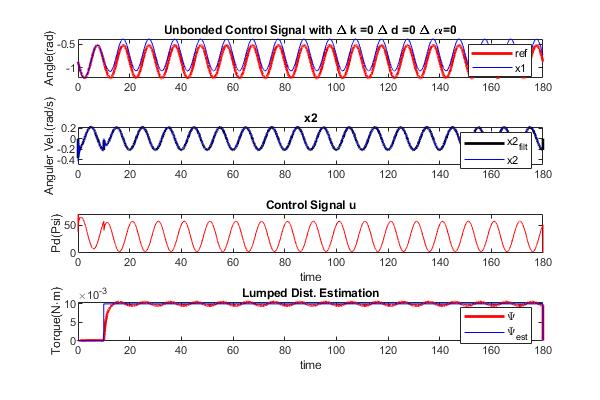 Unbonded Control Signal with Δ k =0 Δ d =0 Δ α=0
Angle(rad)
-0.5
-1
ref
x1
0 20 40 60 80 100 120 140 160 180
x2
Anguler Vel.(rad/s)
0.2
0
-0.2
-0.4
x2filt
x2
0 20 40 60 80 100 120 140 160 180
Control Signal u
Pd(Psi)
50
0
0 20 40 60 80 100 120 140 160 180
time
Lumped Dist. Estimation
×10-3
Torque(N·m)
10
5
0
Ψ
Ψest
0 20 40 60 80 100 120 140 160 180
time